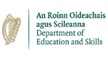 An Roinn Oideachais
agus Scileanna
Department of
Education and Skills